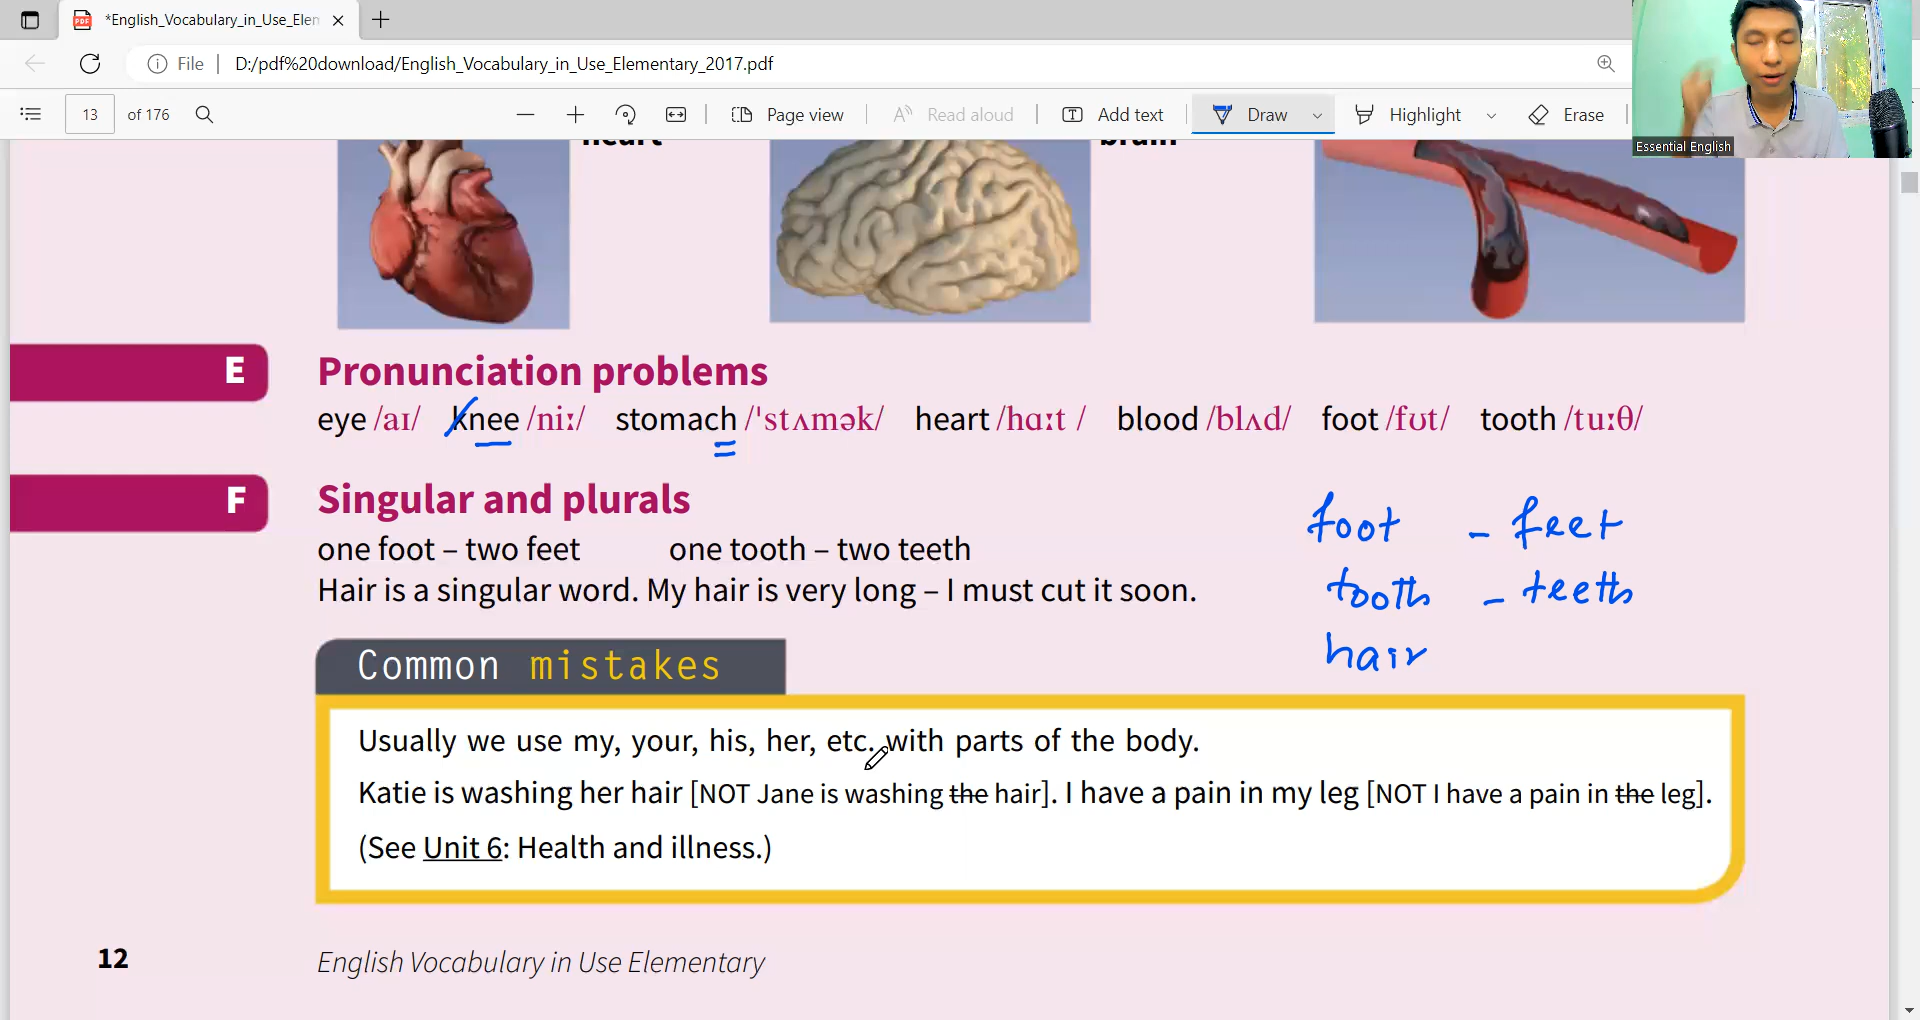 *English_Vocabulary_in_Use_Elem
File | D:/pdf%20download/English_Vocabulary_in_Use_Elementary_2017.pdf
13 of 176 Page view Read aloud Add text Draw Highlight Erase
Essential English
heart brain
E Pronunciation problems
eye /aɪ/ knee /niː/ stomach /ˈstʌmək/ heart /hɑːt / blood /blʌd/ foot /fʊt/ tooth /tuːθ/
F Singular and plurals
foot - feet
one foot – two feet one tooth – two teeth
Hair is a singular word. My hair is very long – I must cut it soon.
tooth - teeth
hair
Common mistakes
Usually we use my, your, his, her, etc. with parts of the body.
Katie is washing her hair [NOT Jane is washing the hair]. I have a pain in my leg [NOT I have a pain in the leg].
(See Unit 6: Health and illness.)
12 English Vocabulary in Use Elementary